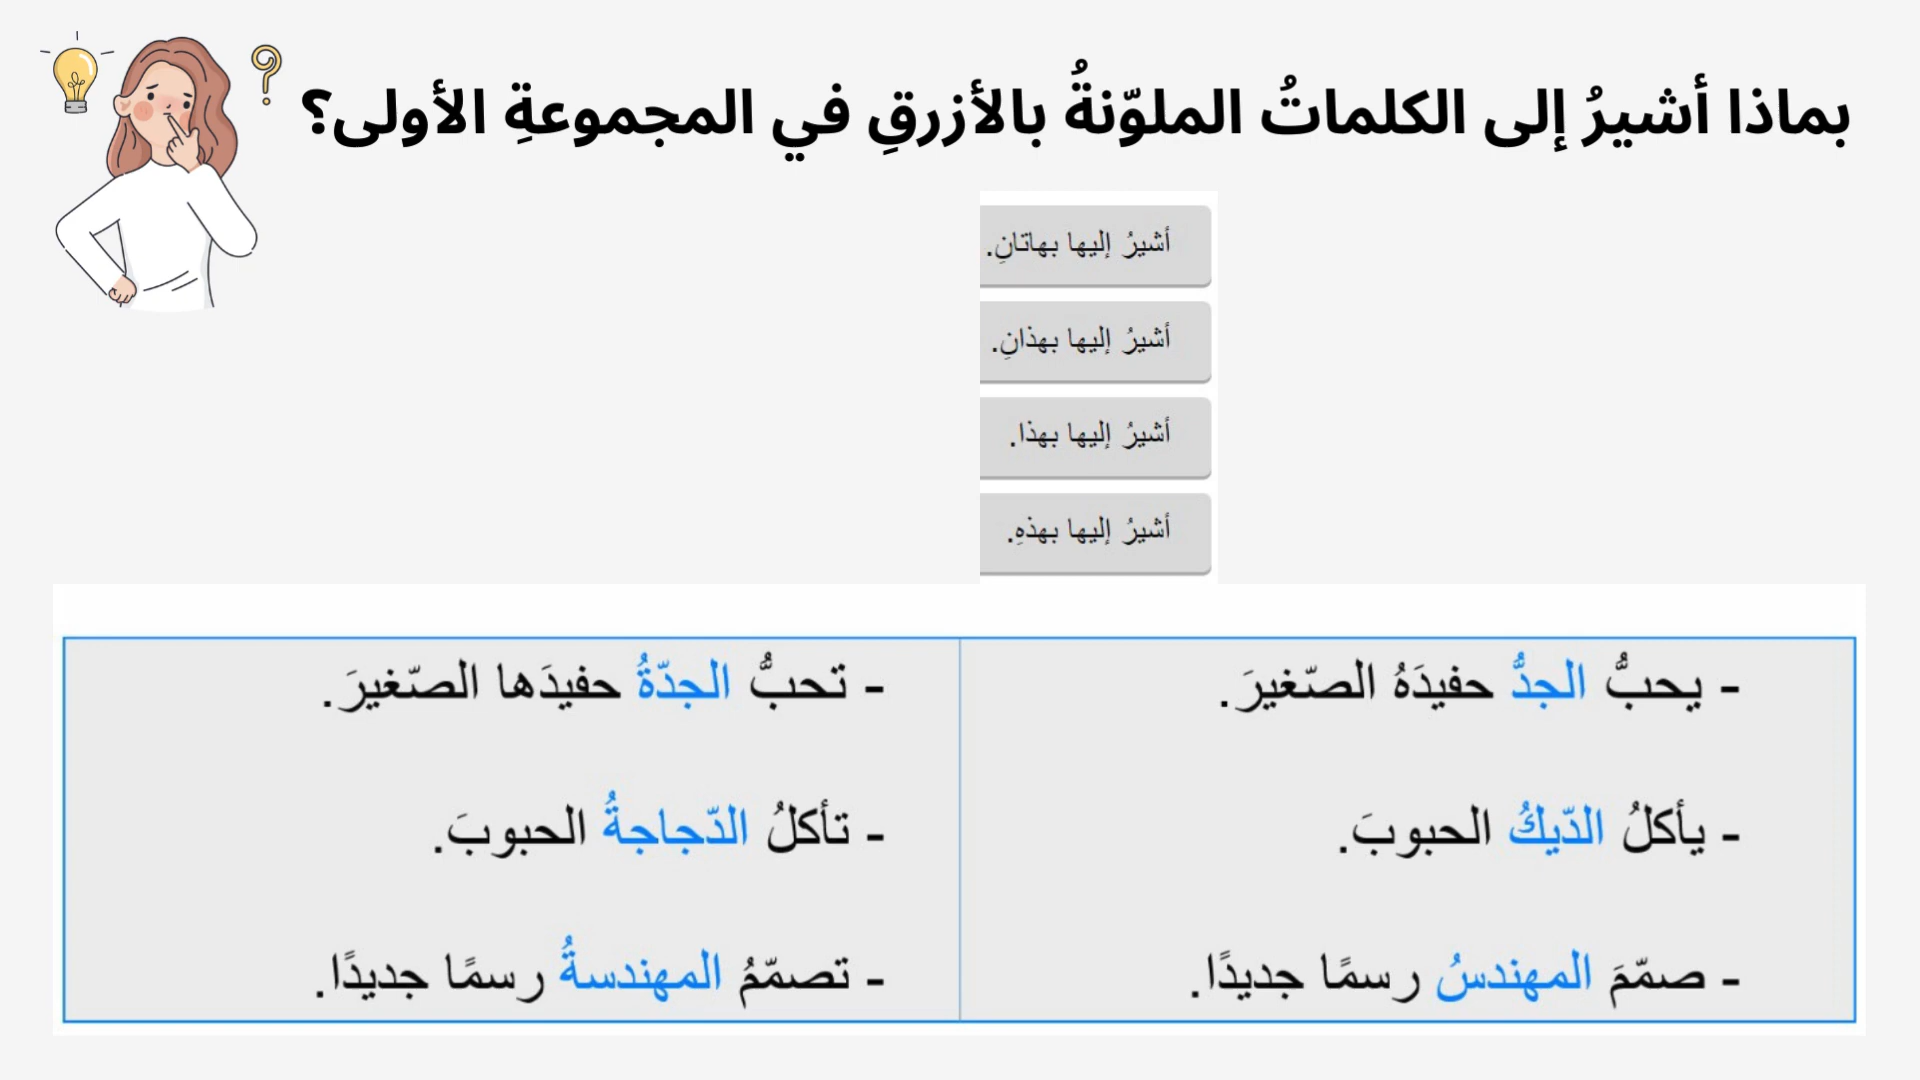 بماذا أشيرُ إلى الكلماتُ الملوّنةُ بالأزرقِ في المجموعةِ الأولى؟
أشيرُ إليها بهاتانِ.
أشيرُ إليها بهذانِ.
أشيرُ إليها بهذا.
أشيرُ إليها بهذهِ.
- يحبُّ الجدُّ حفيدَهُ الصّغيرَ.
- يأكلُ الدّيكُ الحبوبَ.
- صمّمَ المهندسُ رسمًا جديدًا.
- تحبُّ الجدّةُ حفيدَها الصّغيرَ.
- تأكلُ الدّجاجةُ الحبوبَ.
- تصمّمُ المهندسةُ رسمًا جديدًا.